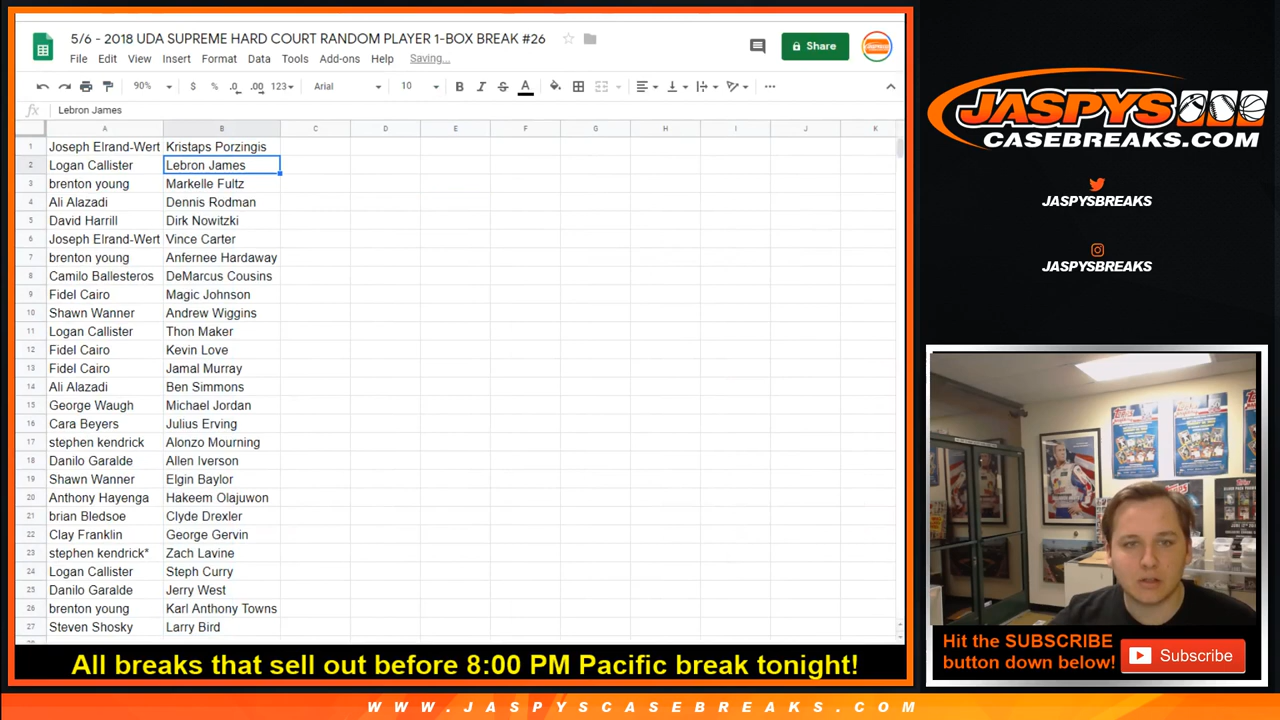 5/6 - 2018 UDA SUPREME HARD COURT RANDOM PLAYER 1-BOX BREAK #26
File Edit View Insert Format Data Tools Add-ons Help Saving...
Share
90% $ % .0 .00 123 Arial 10 B I S A
fx Lebron James
A B C D E F G H I J K
1 Joseph Elrand-Wert Kristaps Porzingis
2 Logan Callister Lebron James
3 brenton young Markelle Fultz
4 Ali Alazadi Dennis Rodman
5 David Harrill Dirk Nowitzki
6 Joseph Elrand-Wert Vince Carter
7 brenton young Anfernee Hardaway
8 Camilo Ballesteros DeMarcus Cousins
9 Fidel Cairo Magic Johnson
10 Shawn Wanner Andrew Wiggins
11 Logan Callister Thon Maker
12 Fidel Cairo Kevin Love
13 Fidel Cairo Jamal Murray
14 Ali Alazadi Ben Simmons
15 George Waugh Michael Jordan
16 Cara Beyers Julius Erving
17 stephen kendrick Alonzo Mourning
18 Danilo Garalde Allen Iverson
19 Shawn Wanner Elgin Baylor
20 Anthony Hayenga Hakeem Olajuwon
21 brian Bledsoe Clyde Drexler
22 Clay Franklin George Gervin
23 stephen kendrick* Zach Lavine
24 Logan Callister Steph Curry
25 Danilo Garalde Jerry West
26 brenton young Karl Anthony Towns
27 Steven Shosky Larry Bird
All breaks that sell out before 8:00 PM Pacific break tonight!
JASPYS
CASEBREAKS.COM
JASPYSBREAKS
JASPYSBREAKS
Topps
Topps
Hit the SUBSCRIBE
button down below!
Subscribe
WWW.JASPYSCASEBREAKS.COM